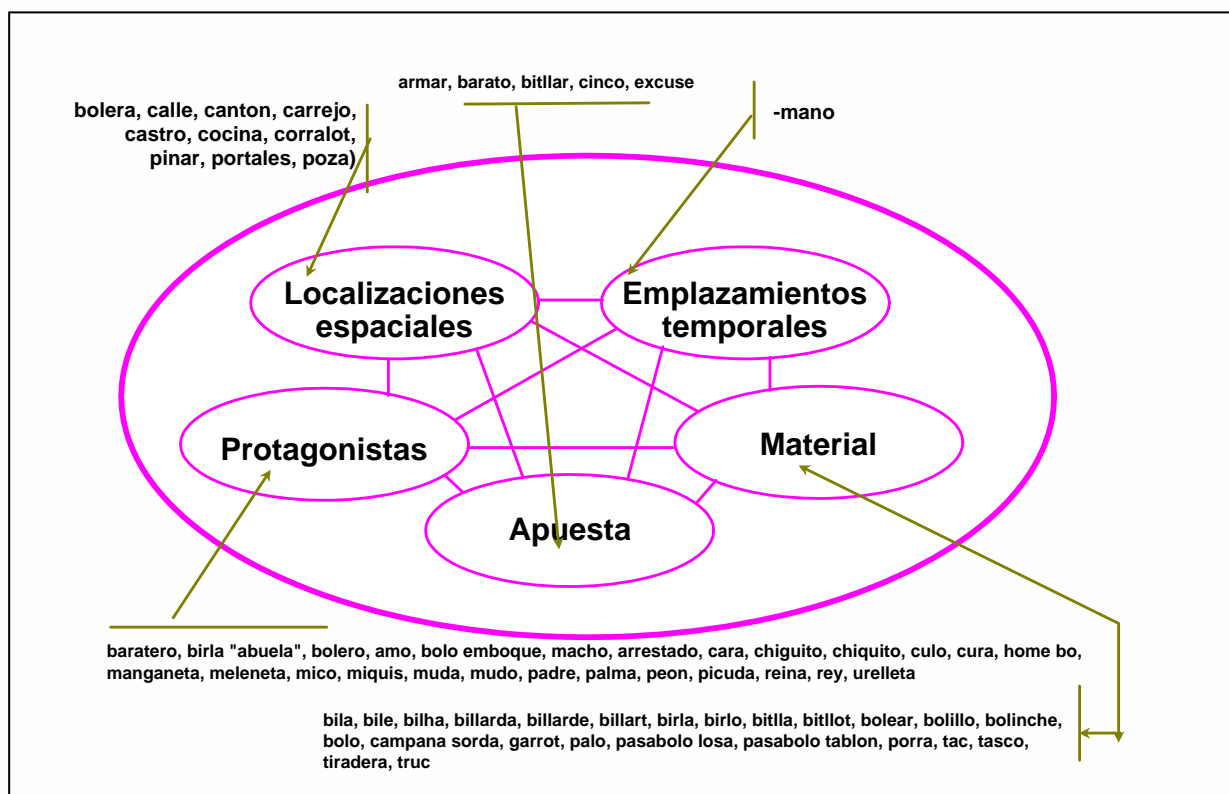 armar, barato, bitllar, cinco, excuse
bolera, calle, canton, carrejo,
castro, cocina, corralot,
pinar, portales, poza)
-mano
Localizaciones
espaciales
Emplazamientos
temporales
Protagonistas
Material
Apuesta
baratero, birla "abuela", bolero, amo, bolo emboque, macho, arrestado, cara, chiguito, chiquito, culo, cura, home bo,
manganeta, meleneta, mico, miquis, muda, mudo, padre, palma, peon, picuda, reina, rey, urelleta
bila, bile, bilha, billarda, billarde, billart, birla, birlo, bitlla, bitllot, bolear, bolillo, bolinche,
bolo, campana sorda, garrot, palo, pasabolo losa, pasabolo tablon, porra, tac, tasco,
tiradera, truc